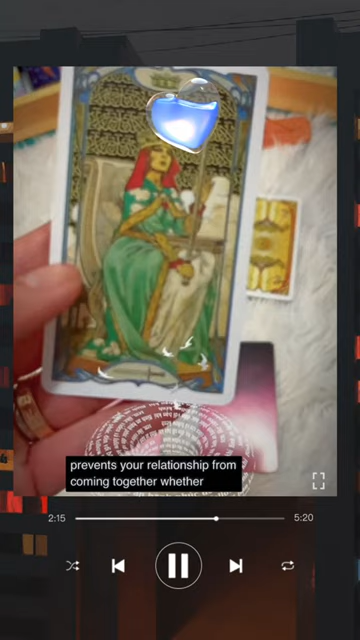 prevents your relationship from
coming together whether
2:15
5:20